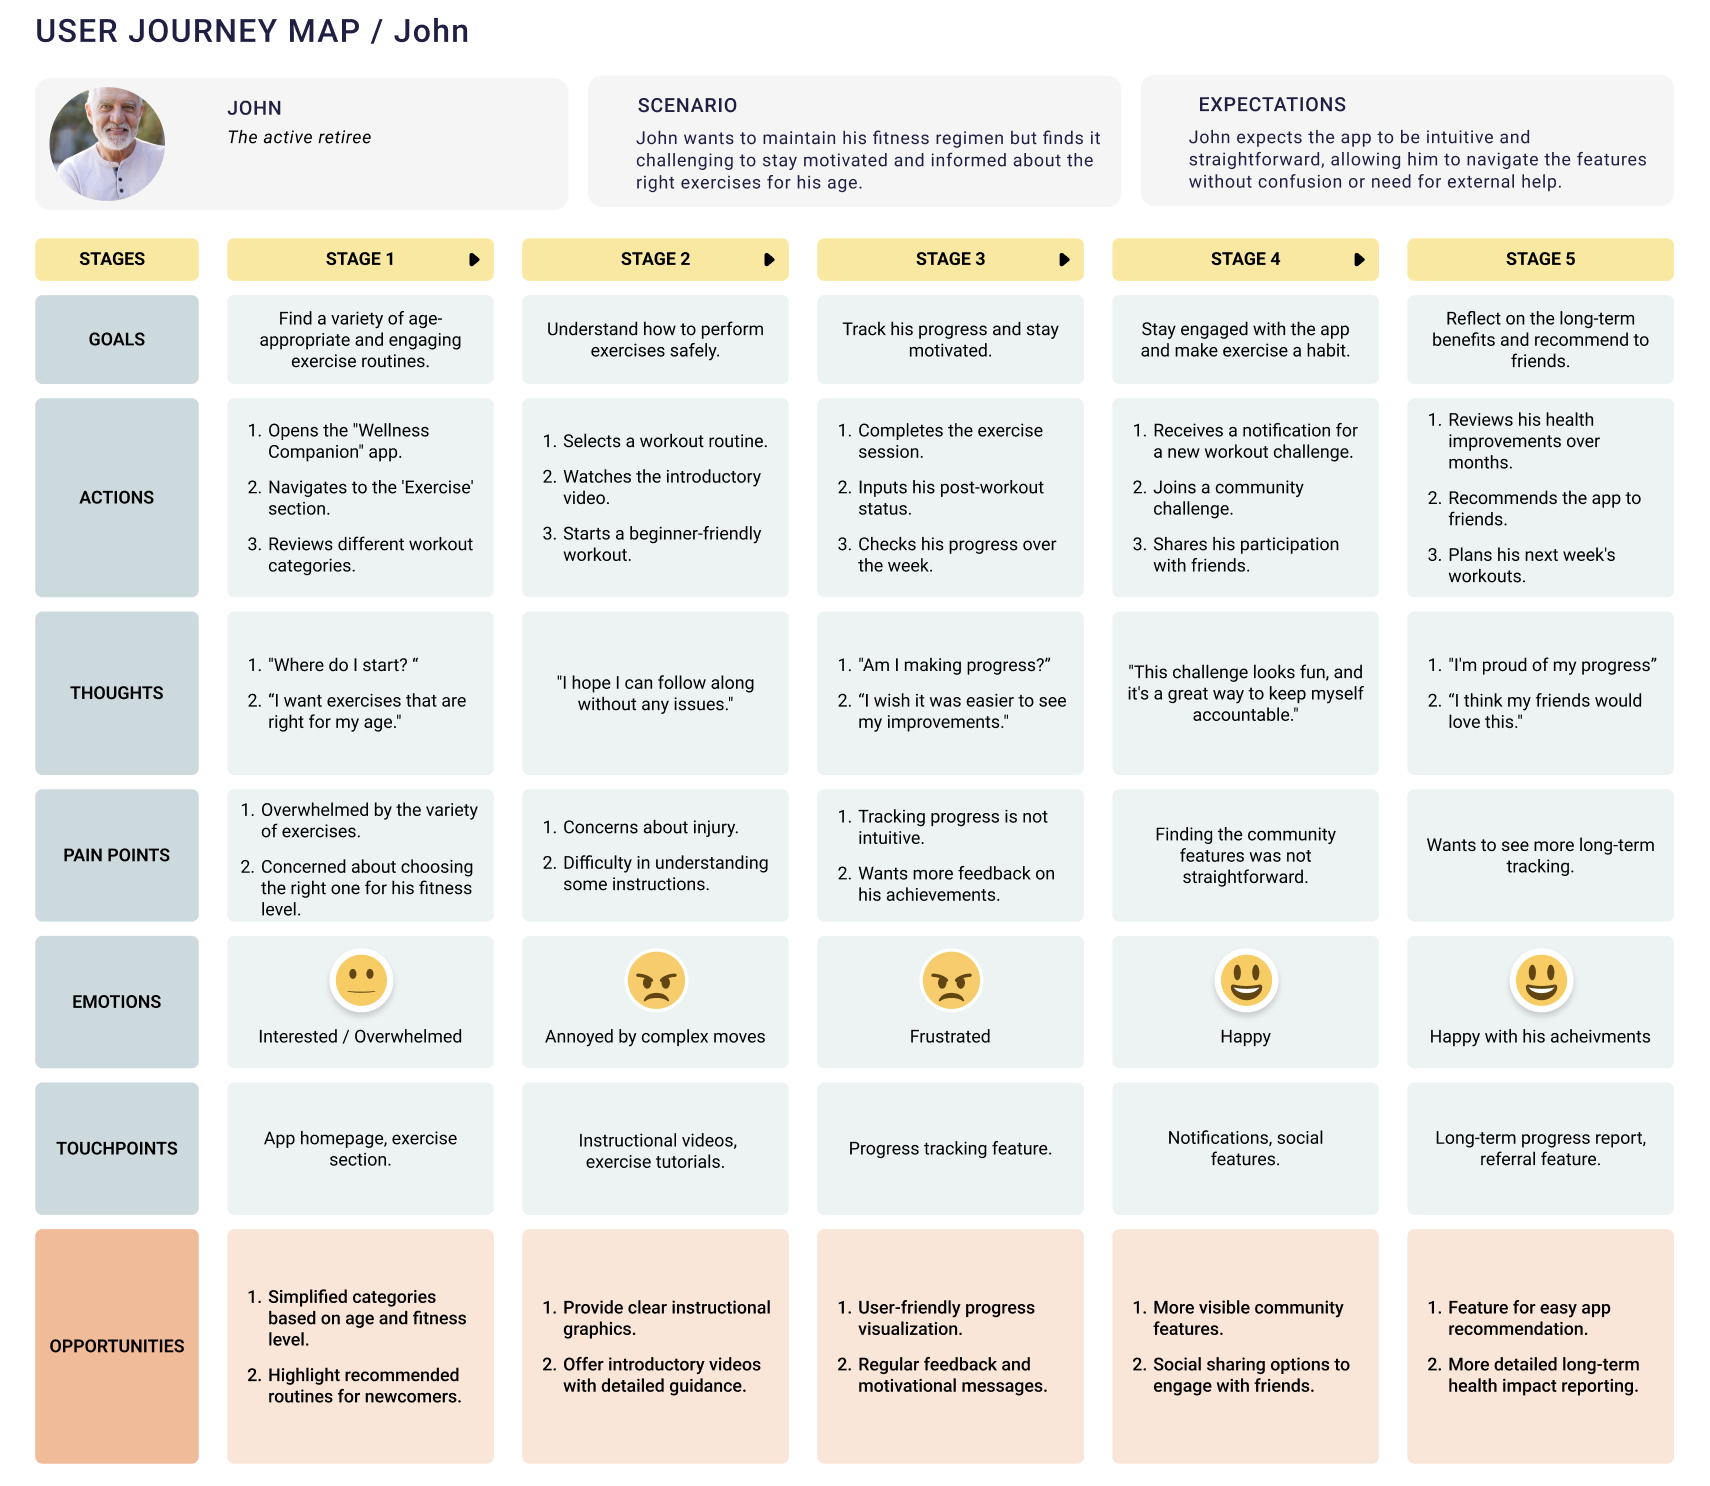 USER JOURNEY MAP / John
JOHN
The active retiree
SCENARIO
John wants to maintain his fitness regimen but finds it
challenging to stay motivated and informed about the
right exercises for his age.
EXPECTATIONS
John expects the app to be intuitive and
straightforward, allowing him to navigate the features
without confusion or need for external help.
STAGES
STAGE 1
STAGE 2
STAGE 3
STAGE 4
STAGE 5
GOALS
Find a variety of age-
appropriate and engaging
exercise routines.
Understand how to perform
exercises safely.
Track his progress and stay
motivated.
Stay engaged with the app
and make exercise a habit.
Reflect on the long-term
benefits and recommend to
friends.
ACTIONS
1. Opens the "Wellness
Companion" app.
2. Navigates to the 'Exercise'
section.
3. Reviews different workout
categories.
1. Selects a workout routine.
2. Watches the introductory
video.
3. Starts a beginner-friendly
workout.
1. Completes the exercise
session.
2. Inputs his post-workout
status.
3. Checks his progress over
the week.
1. Receives a notification for
a new workout challenge.
2. Joins a community
challenge.
3. Shares his participation
with friends.
1. Reviews his health
improvements over
months.
2. Recommends the app to
friends.
3. Plans his next week's
workouts.
THOUGHTS
1. "Where do I start? “
2. “I want exercises that are
right for my age."
"I hope I can follow along
without any issues."
1. "Am I making progress?”
2. “I wish it was easier to see
my improvements."
"This challenge looks fun, and
it's a great way to keep myself
accountable."
1. "I'm proud of my progress”
2. “I think my friends would
love this."
PAIN POINTS
1. Overwhelmed by the variety
of exercises.
2. Concerned about choosing
the right one for his fitness
level.
1. Concerns about injury.
2. Difficulty in understanding
some instructions.
1. Tracking progress is not
intuitive.
2. Wants more feedback on
his achievements.
Finding the community
features was not
straightforward.
Wants to see more long-term
tracking.
EMOTIONS
Interested / Overwhelmed
Annoyed by complex moves
Frustrated
Happy
Happy with his acheivments
TOUCHPOINTS
App homepage, exercise
section.
Instructional videos,
exercise tutorials.
Progress tracking feature.
Notifications, social
features.
Long-term progress report,
referral feature.
OPPORTUNITIES
1. Simplified categories
based on age and fitness
level.
2. Highlight recommended
routines for newcomers.
1. Provide clear instructional
graphics.
2. Offer introductory videos
with detailed guidance.
1. User-friendly progress
visualization.
2. Regular feedback and
motivational messages.
1. More visible community
features.
2. Social sharing options to
engage with friends.
1. Feature for easy app
recommendation.
2. More detailed long-term
health impact reporting.